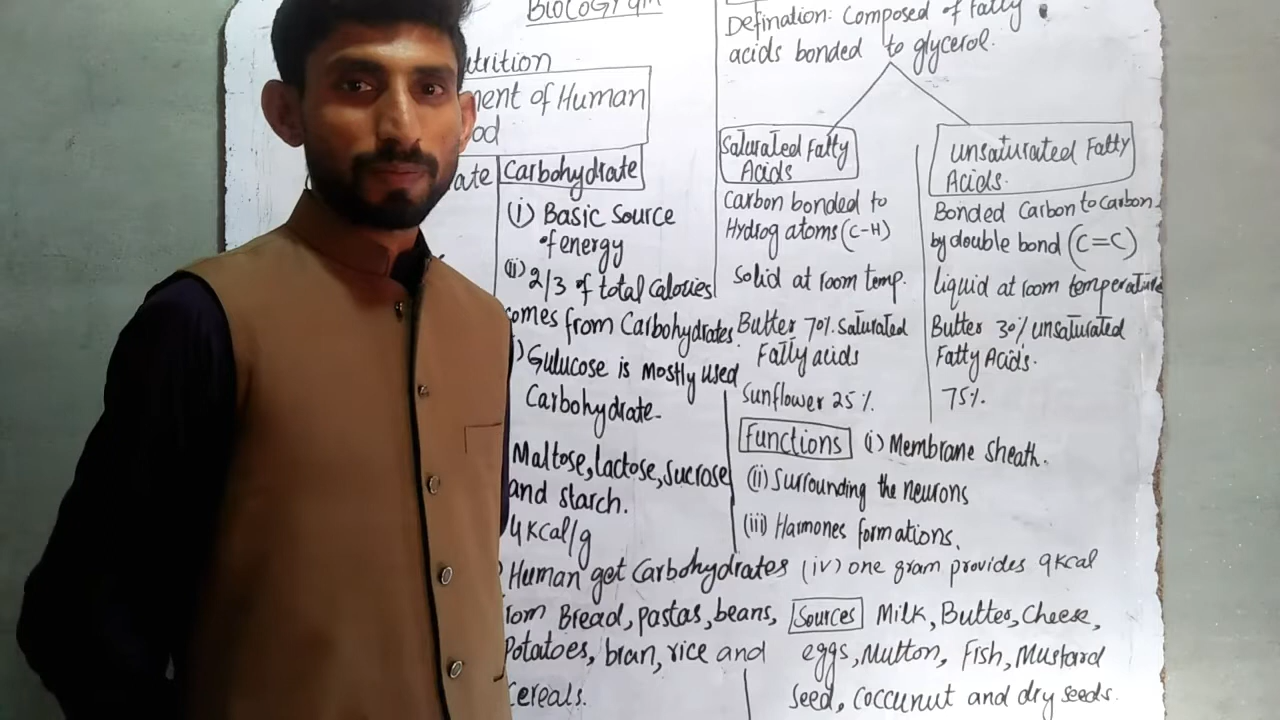 BIOLOGY 9th
utrition
nent of Human
od
ate
Carbohydrate
(i) Basic Source
of energy
(ii) 2/3 of total Calories
omes from Carbohydrates.
) Gulucose is mostly used
Carbohydrate.
Maltose, lactose, sucrose
and starch.
4 Kcal/g
) Human get Carbohydrates
rom Bread, pastas, beans,
Potatoes, bran, rice and
Cereals.
Defination: Composed of Fatty
acids bonded to glycerol.
Saturated Fatty
Acids
Carbon bonded to
Hydrog atoms (C-H)
Solid at room temp.
Butter 70% saturated
Fatty acids
Sunflower 25%.
unsaturated Fatty
Acids.
Bonded Carbon to carbon
by double bond (C=C)
liquid at room temperature
Butter 30% unsaturated
Fatty Acids.
75%.
Functions (i) Membrane sheath.
(ii) Surrounding the neurons
(iii) Harmones formations.
(iv) one gram provides 9Kcal
Sources Milk, Butter, Cheese,
eggs, Mutton, Fish, Mustard
seed, coccunut and dry seeds.